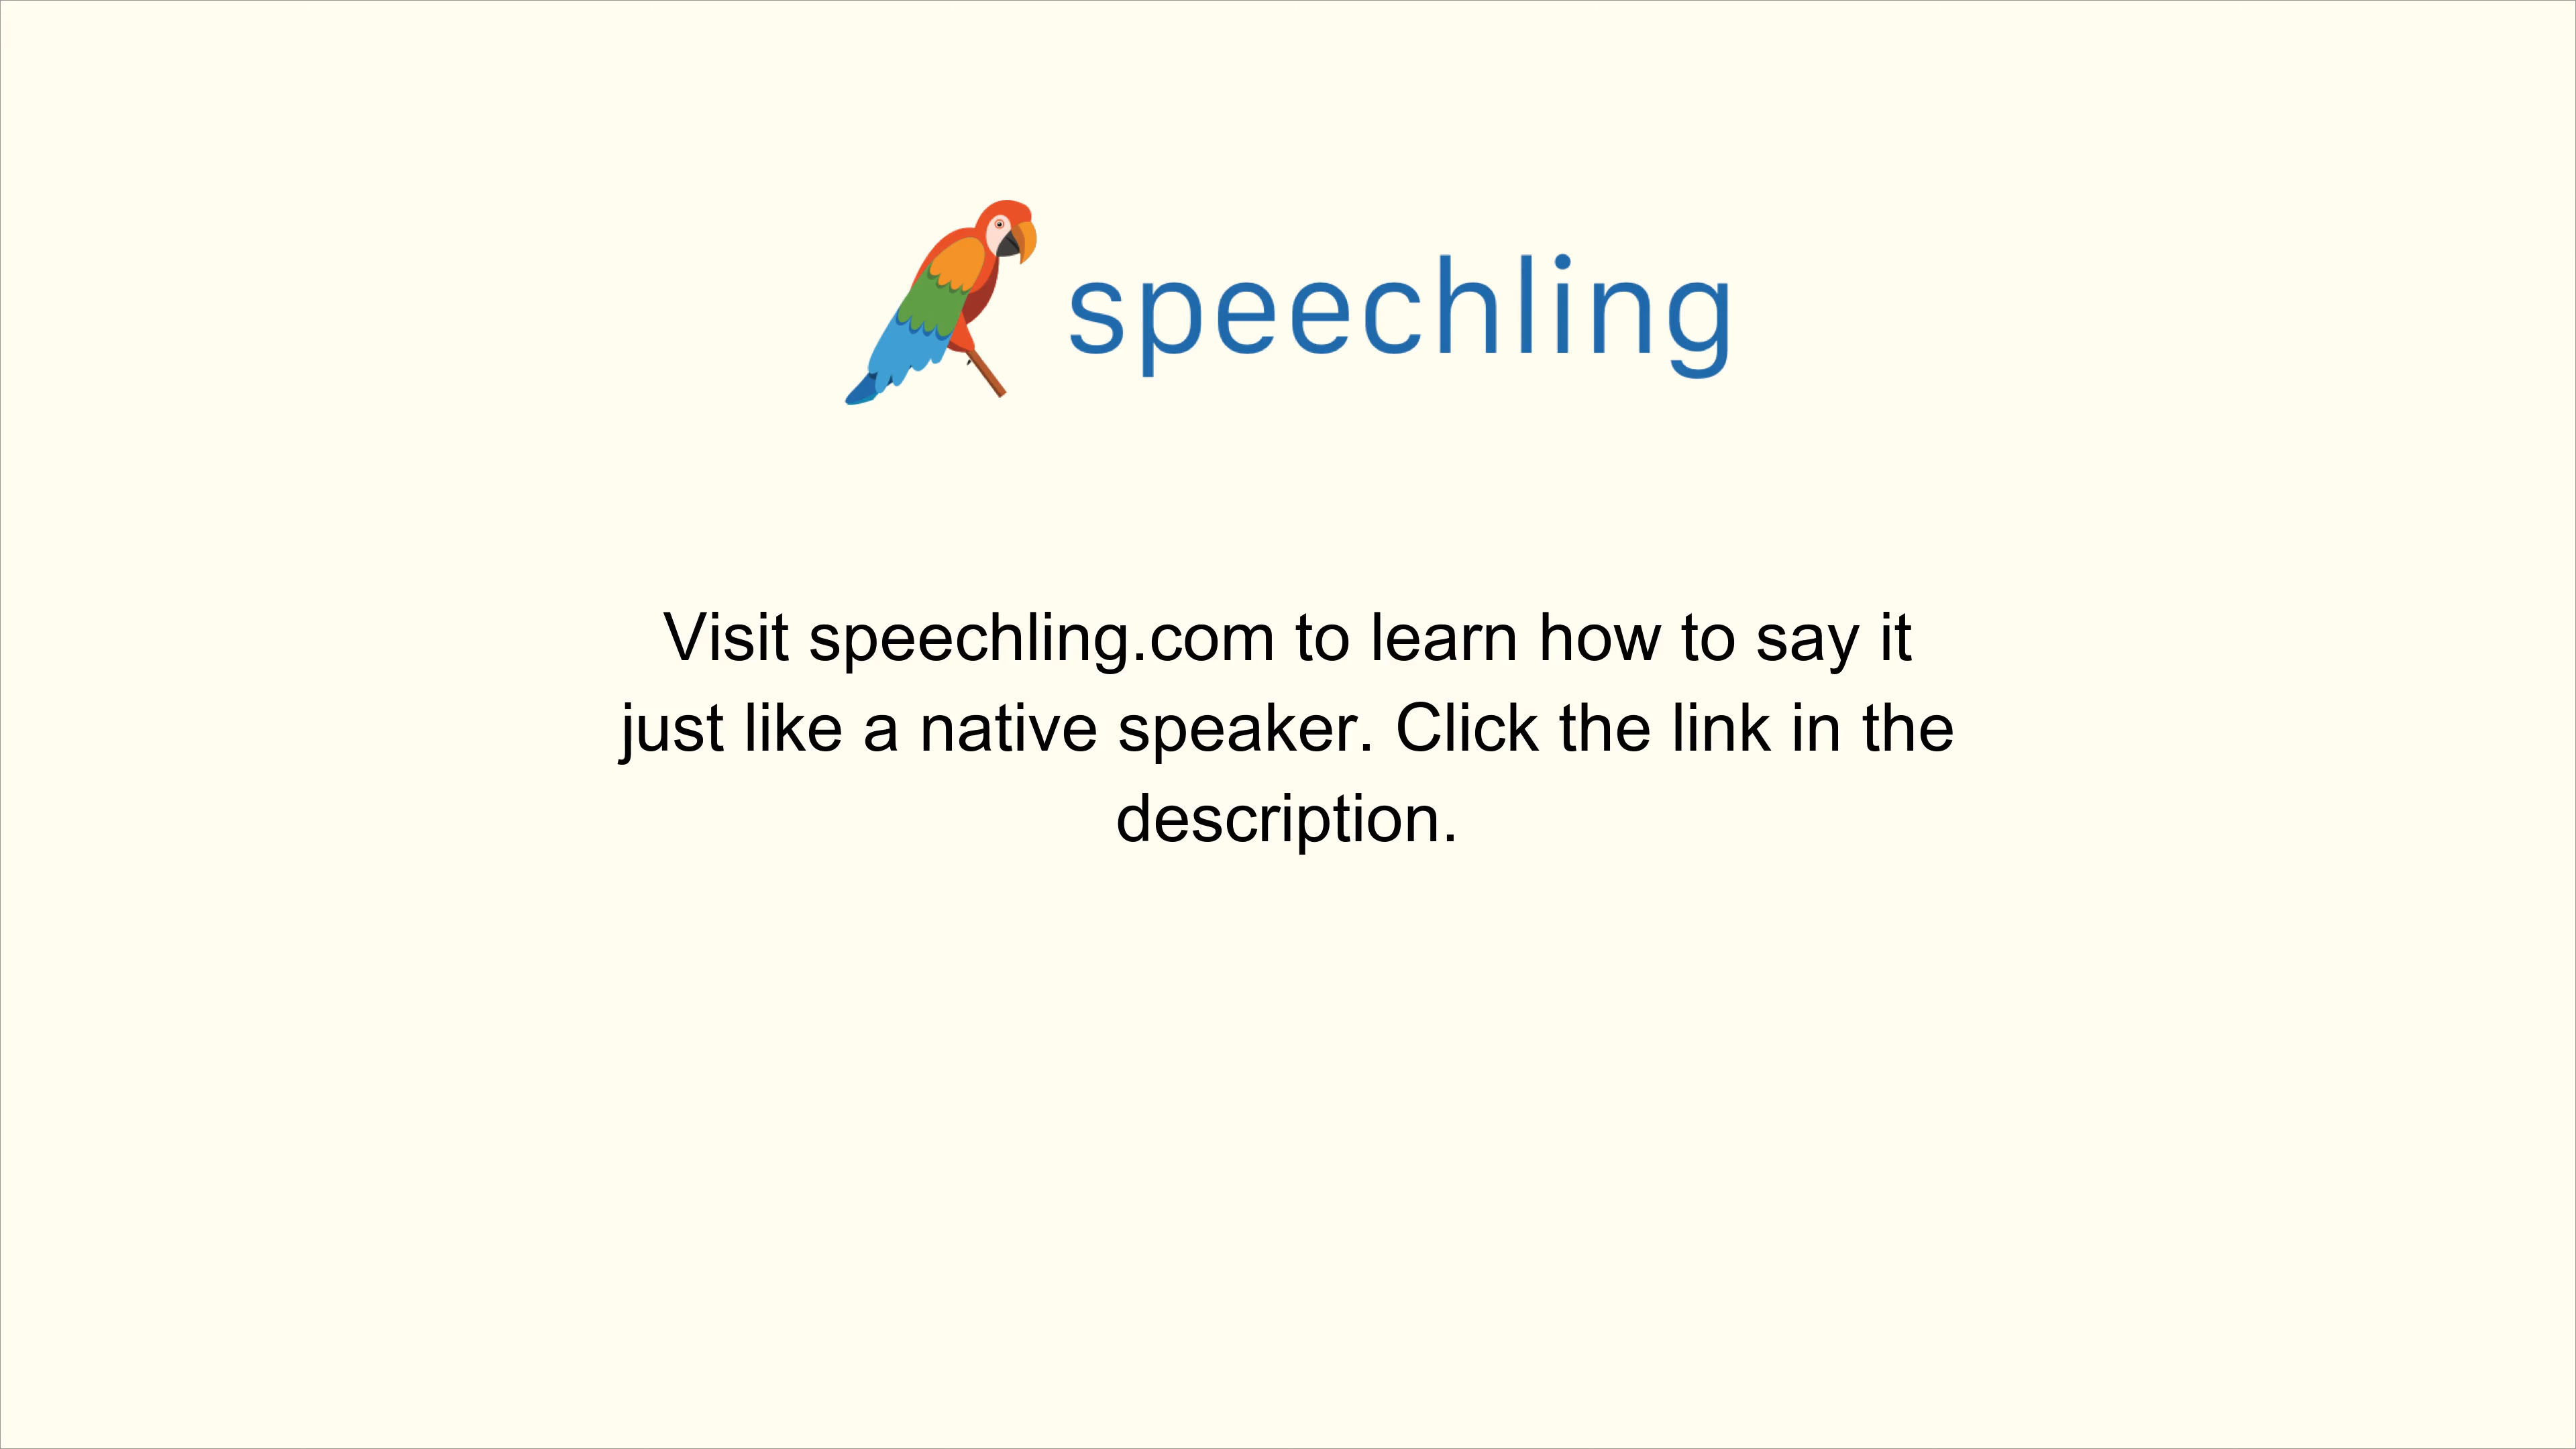 speechling
Visit speechling.com to learn how to say it
just like a native speaker. Click the link in the
description.